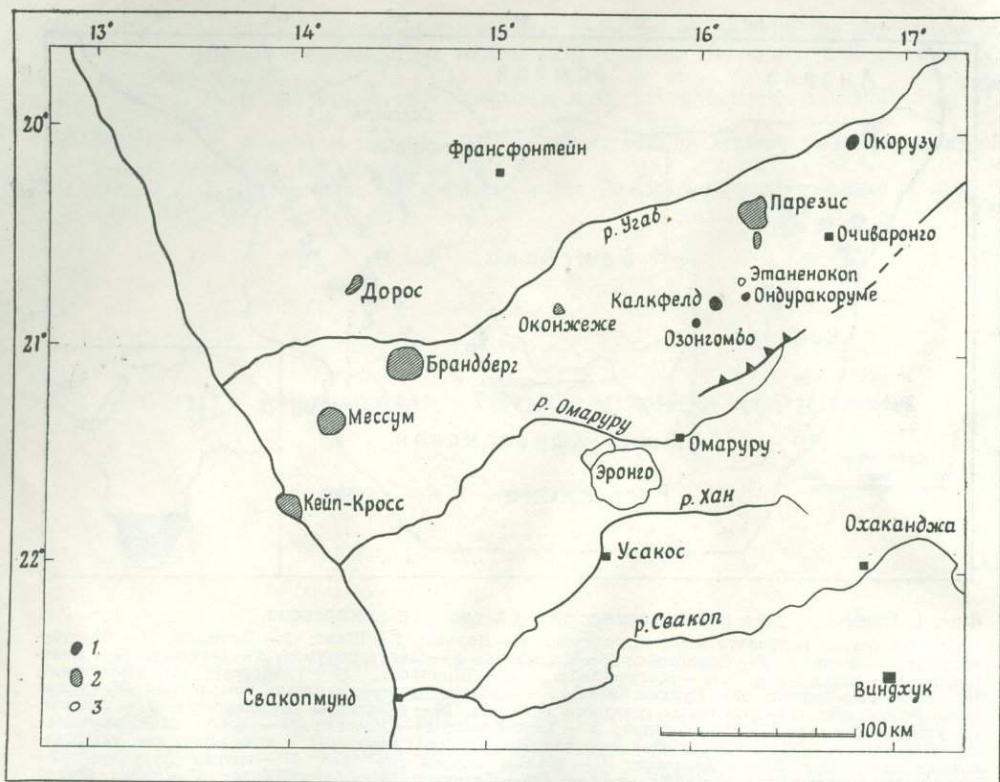 13°
14°
15°
16°
17°
20°
Франсфонтейн
Окорузу
Парезис
р. Угаб
Очиваронго
Этаненокоп
Дорос
Калкфелд
Ондуракоруме
Оконжеже
Озонгомбо
21°
Брандберг
Мессум
р. Омаруру
Омаруру
Эронго
Кейп-Кросс
р. Хан
Охаканджа
22°
Усакос
р. Свакоп
1.
2
3
Свакопмунд
Виндхук
100 км